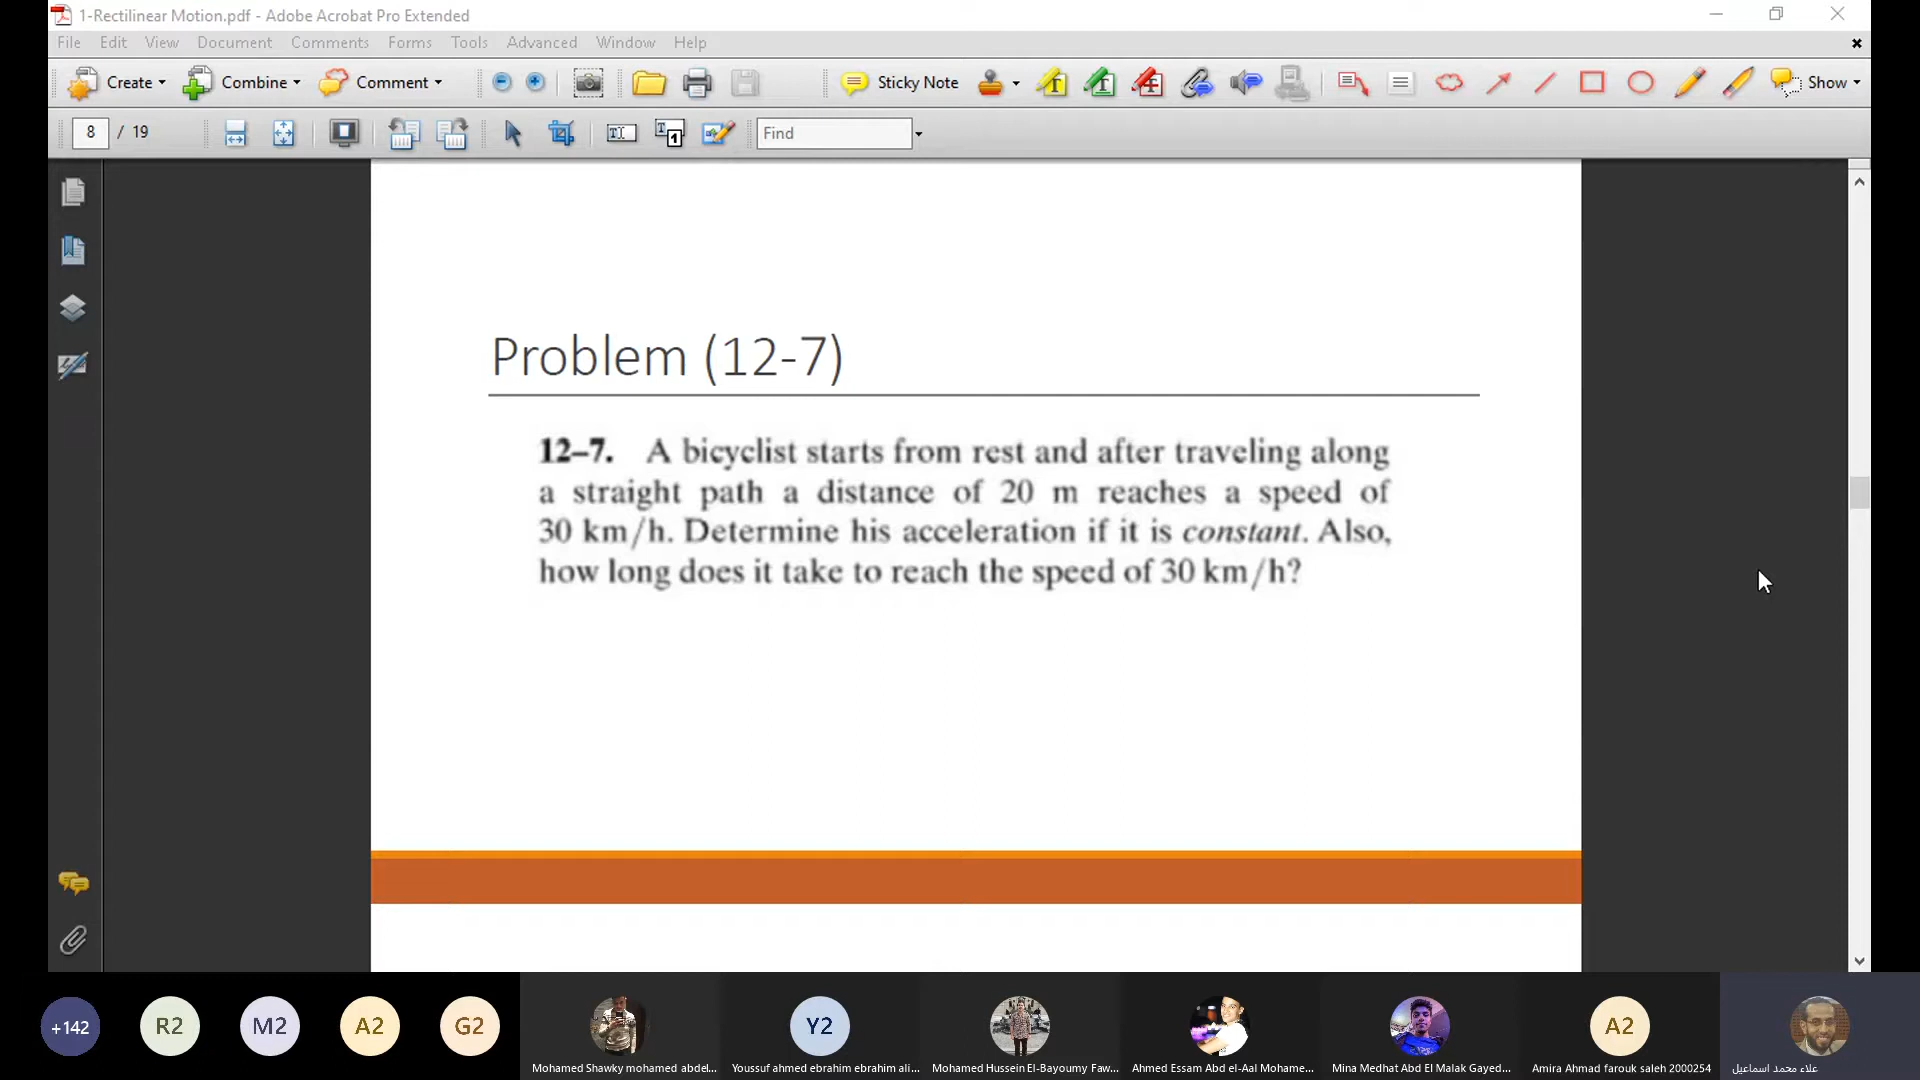 1-Rectilinear Motion.pdf - Adobe Acrobat Pro Extended
File Edit View Document Comments Forms Tools Advanced Window Help
Create Combine Comment Sticky Note Show
8 / 19 Find
Problem (12-7)
12–7. A bicyclist starts from rest and after traveling along
a straight path a distance of 20 m reaches a speed of
30 km/h. Determine his acceleration if it is constant. Also,
how long does it take to reach the speed of 30 km/h?
+142 R2 M2 A2 G2 Y2 A2
Mohamed Shawky mohamed abdel... Youssuf ahmed ebrahim ebrahim ali... Mohamed Hussein El-Bayoumy Faw... Ahmed Essam Abd el-Aal Mohame... Mina Medhat Abd El Malak Gayed... Amira Ahmad farouk saleh 2000254 علاء محمد اسماعيل